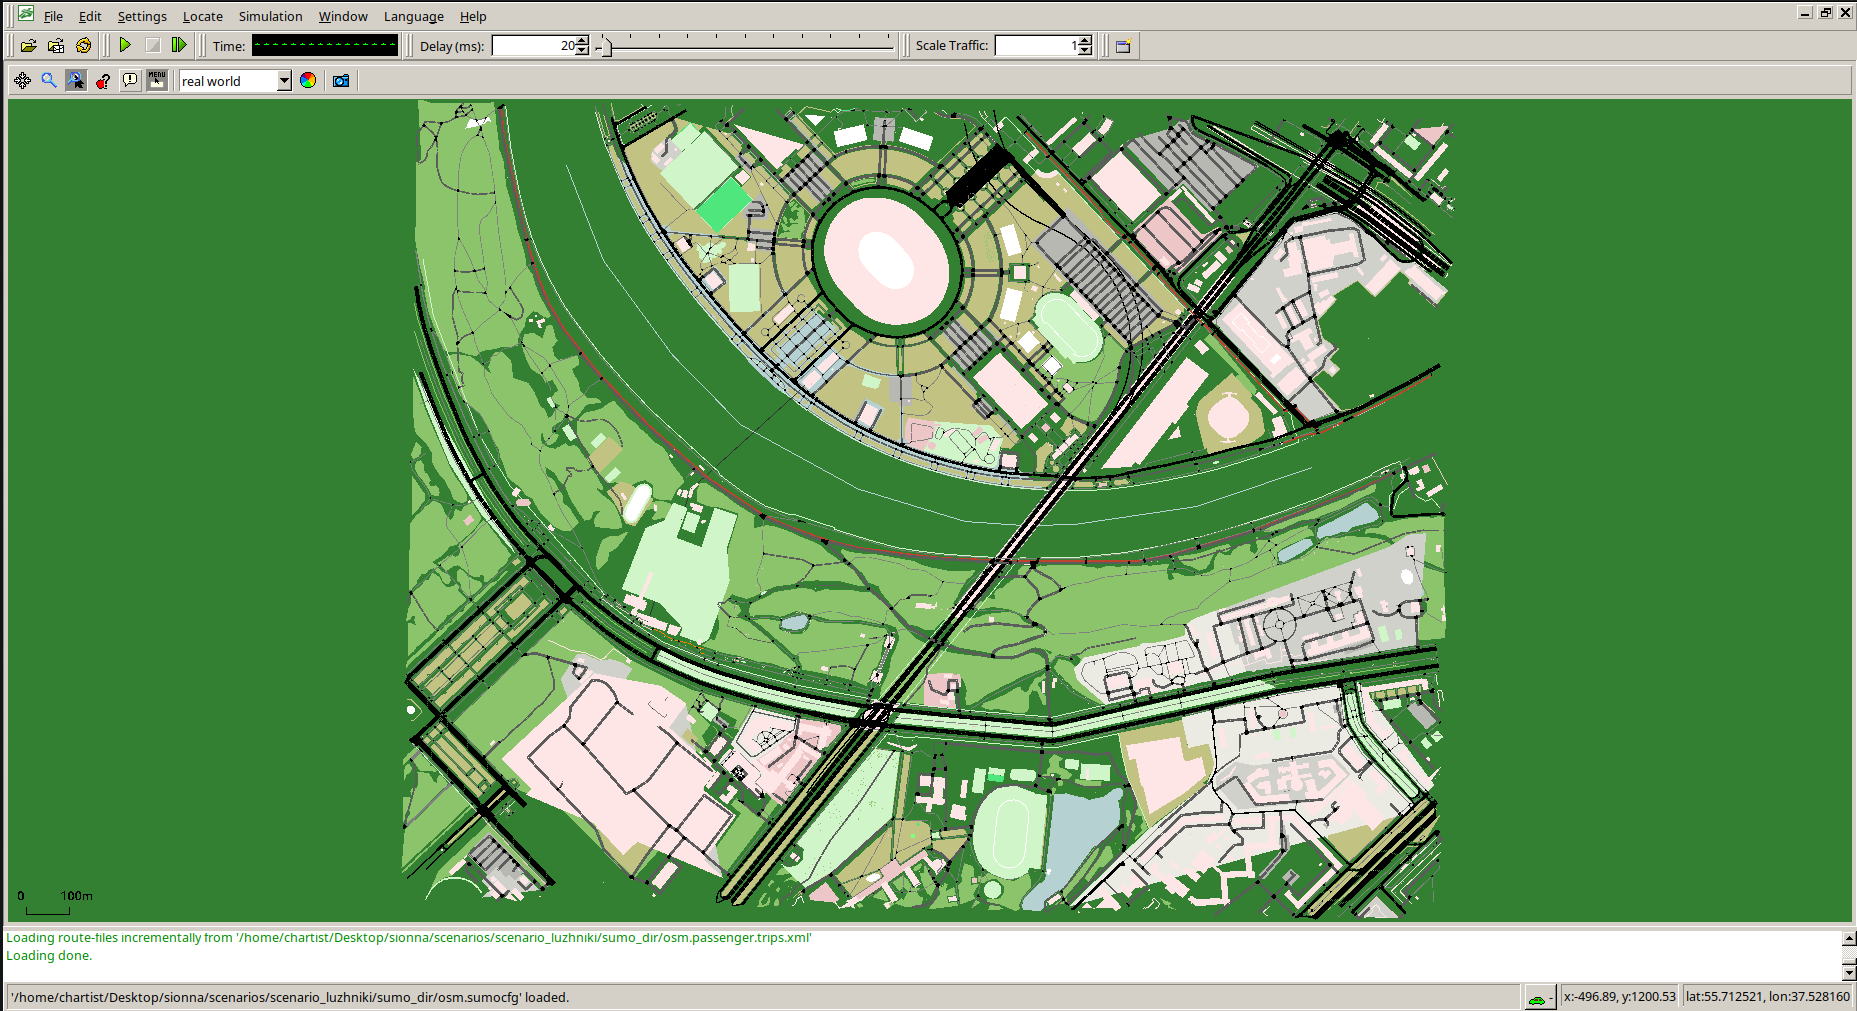 File Edit Settings Locate Simulation Window Language Help
Time: Delay (ms): 20 Scale Traffic: 1
MENU real world
0 100m
Loading route-files incrementally from '/home/chartist/Desktop/sionna/scenarios/scenario_luzhniki/sumo_dir/osm.passenger.trips.xml'
Loading done.
'/home/chartist/Desktop/sionna/scenarios/scenario_luzhniki/sumo_dir/osm.sumocfg' loaded. - x:-496.89, y:1200.53 lat:55.712521, lon:37.528160